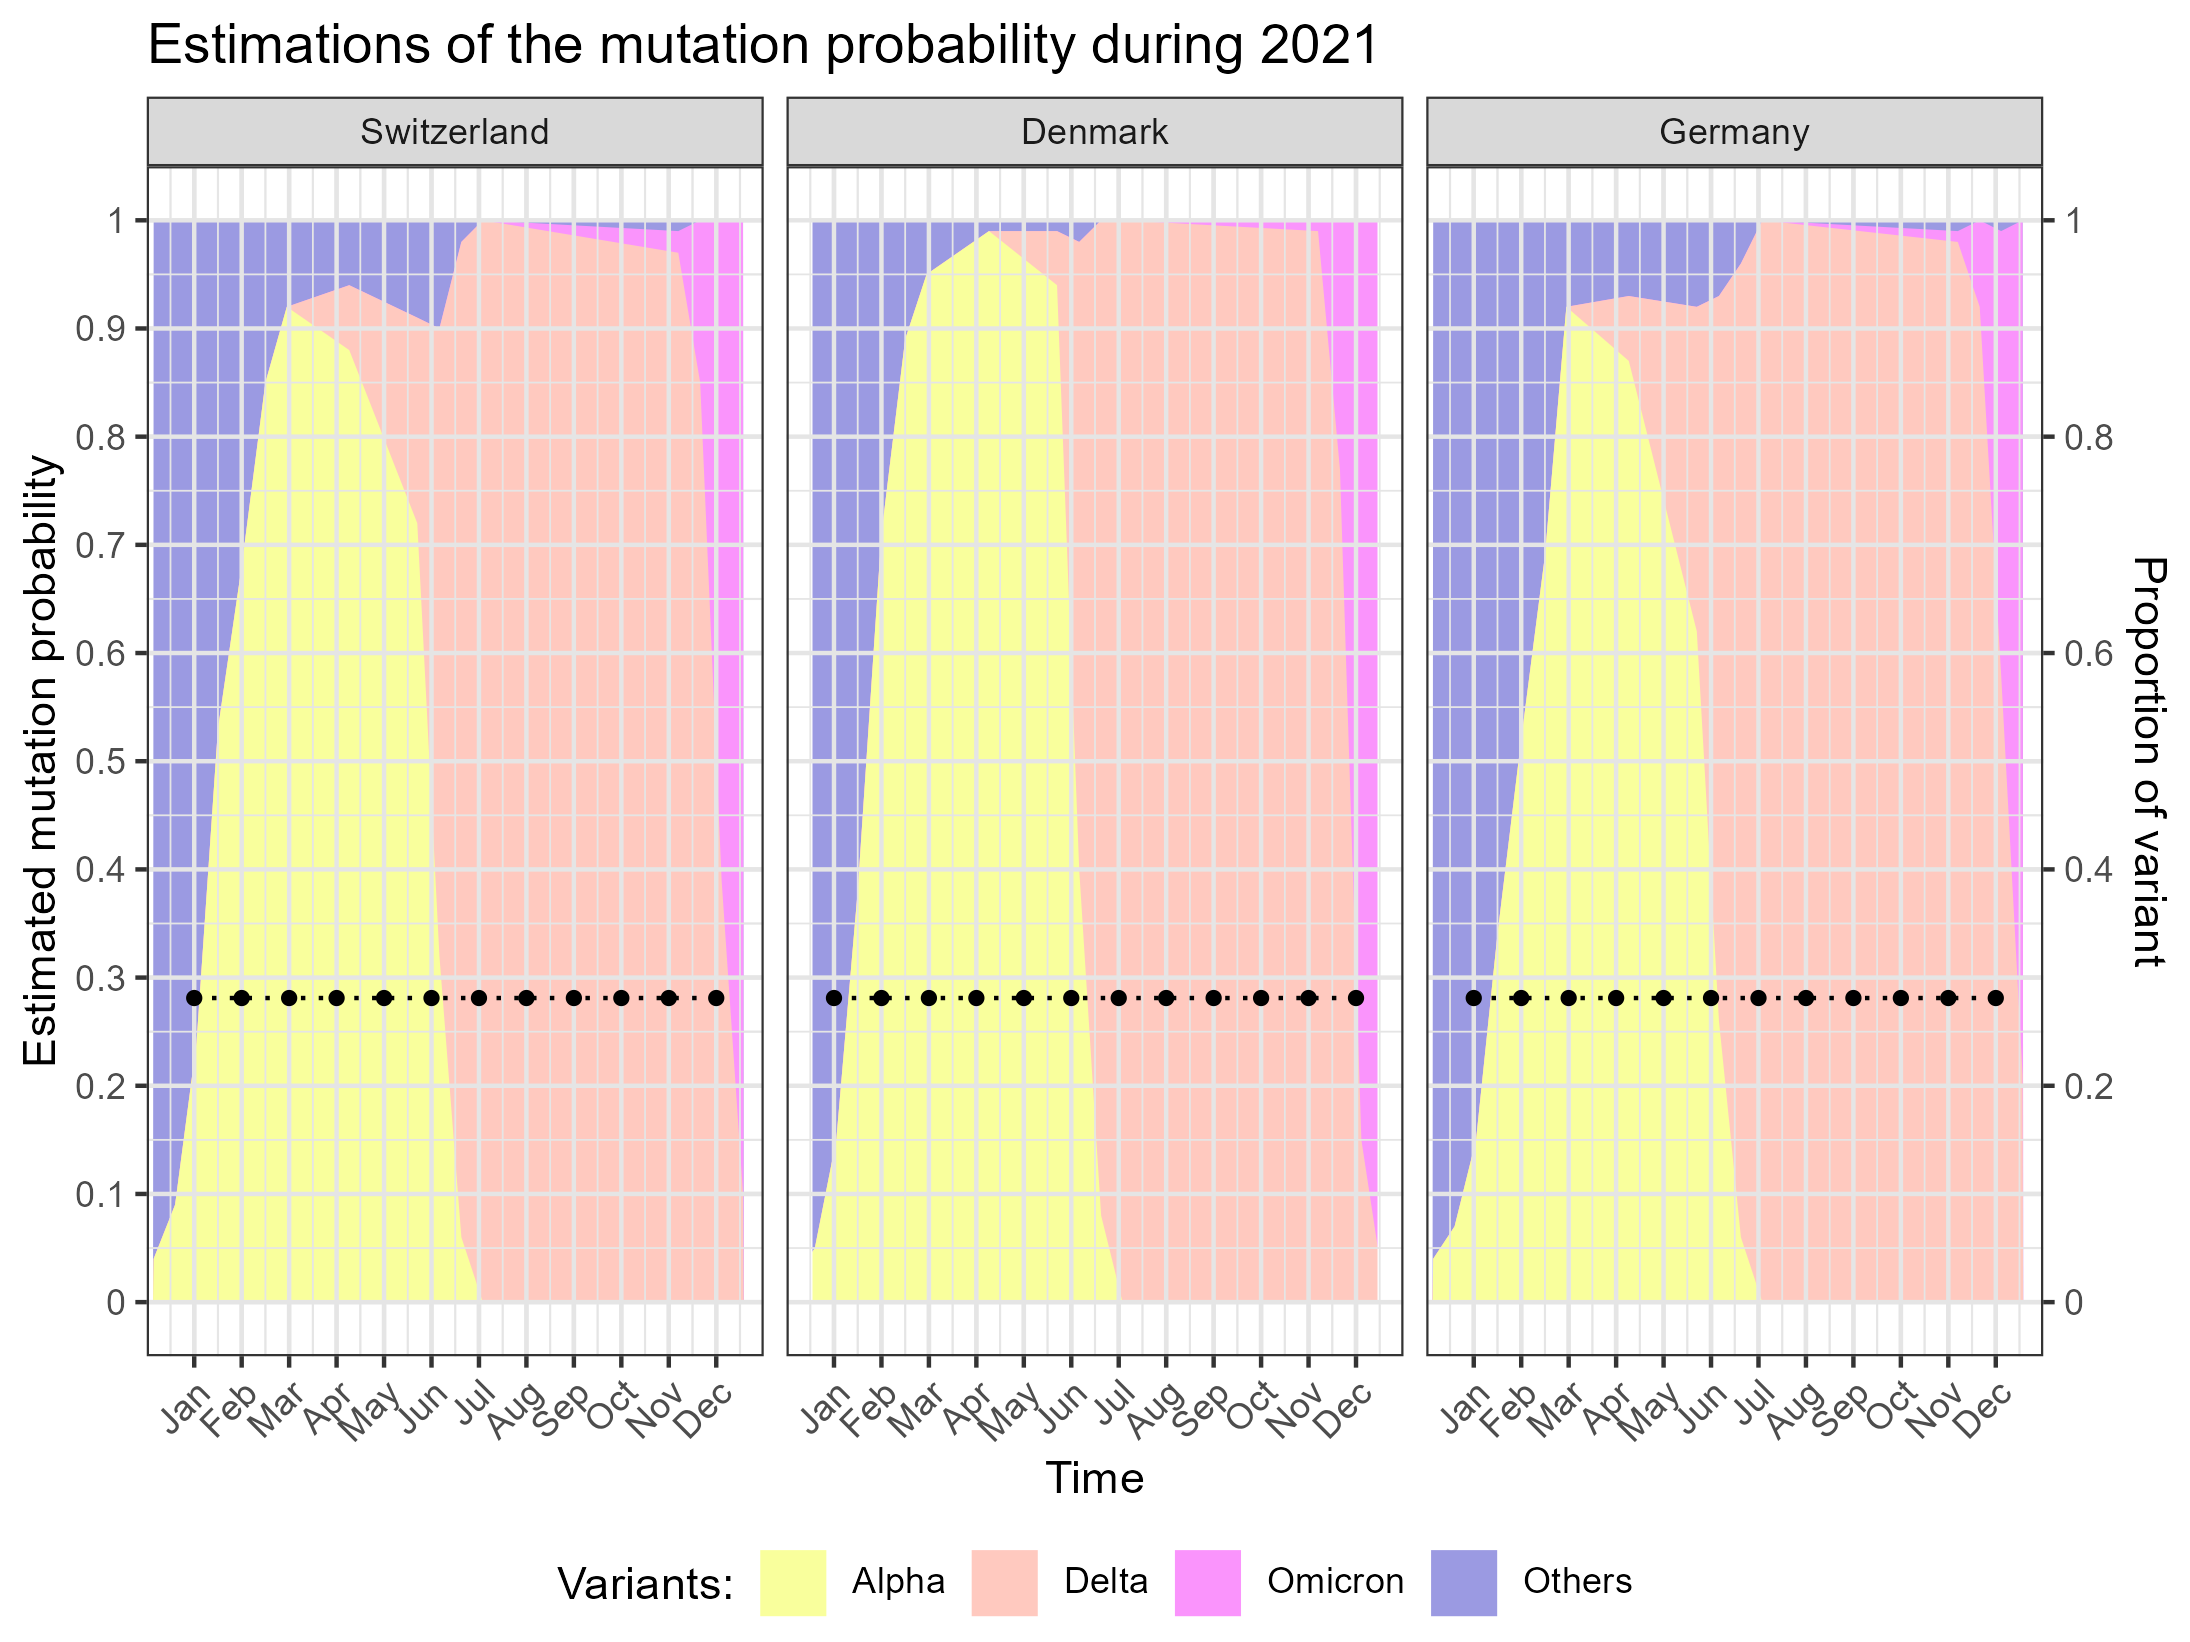 Estimations of the mutation probability during 2021
Switzerland
Denmark
Germany
Estimated mutation probability
1
0.9
0.8
0.7
0.6
0.5
0.4
0.3
0.2
0.1
0
1
0.8
0.6
0.4
0.2
0
Proportion of variant
Jan Feb Mar Apr May Jun Jul Aug Sep Oct Nov Dec
Jan Feb Mar Apr May Jun Jul Aug Sep Oct Nov Dec
Jan Feb Mar Apr May Jun Jul Aug Sep Oct Nov Dec
Time
Variants: Alpha Delta Omicron Others